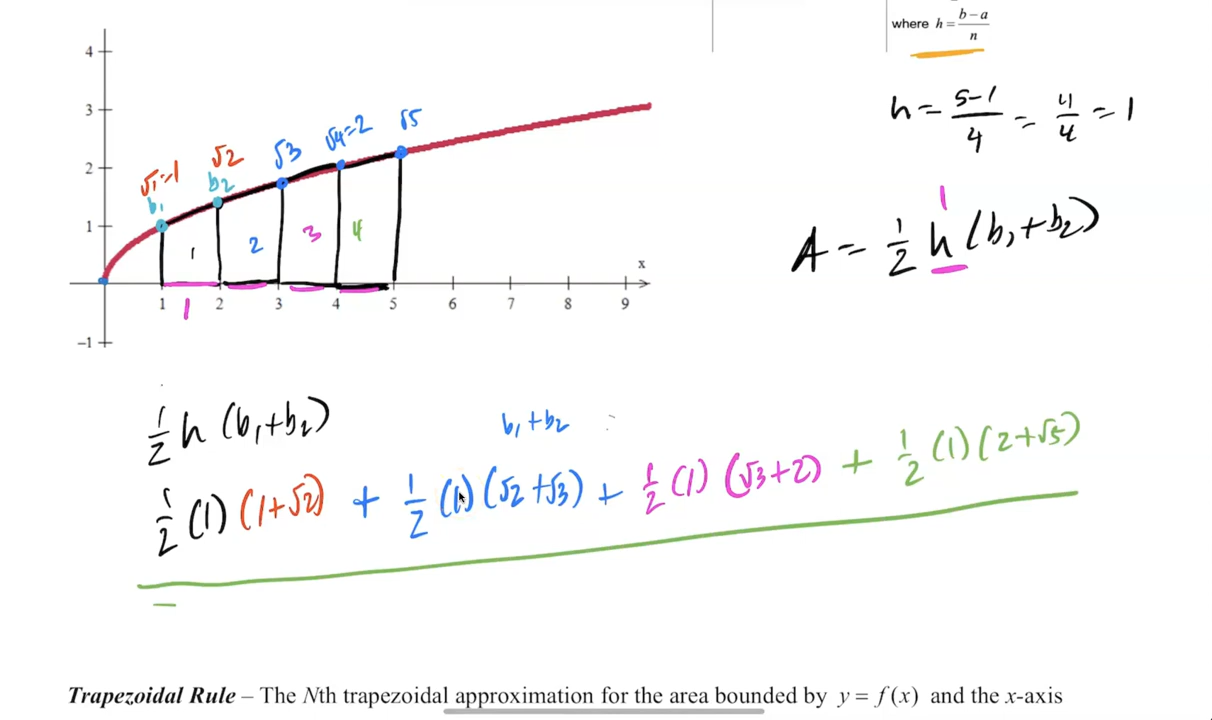 where h = b-a / n
h = 5-1 / 4 = 4/4 = 1
4
3
2
1
-1
√1=1
√2
√3
√4=2
√5
b₁
b₂
1
2
3
4
x
1 2 3 4 5 6 7 8 9
1
1
A = 1/2 h (b₁+b₂)
1/2 h (b₁+b₂)
b₁+b₂
1/2 (1) (1+√2) + 1/2 (1) (√2+√3) + 1/2 (1) (√3+2) + 1/2 (1) (2+√5)
=
Trapezoidal Rule – The Nth trapezoidal approximation for the area bounded by y = f(x) and the x-axis